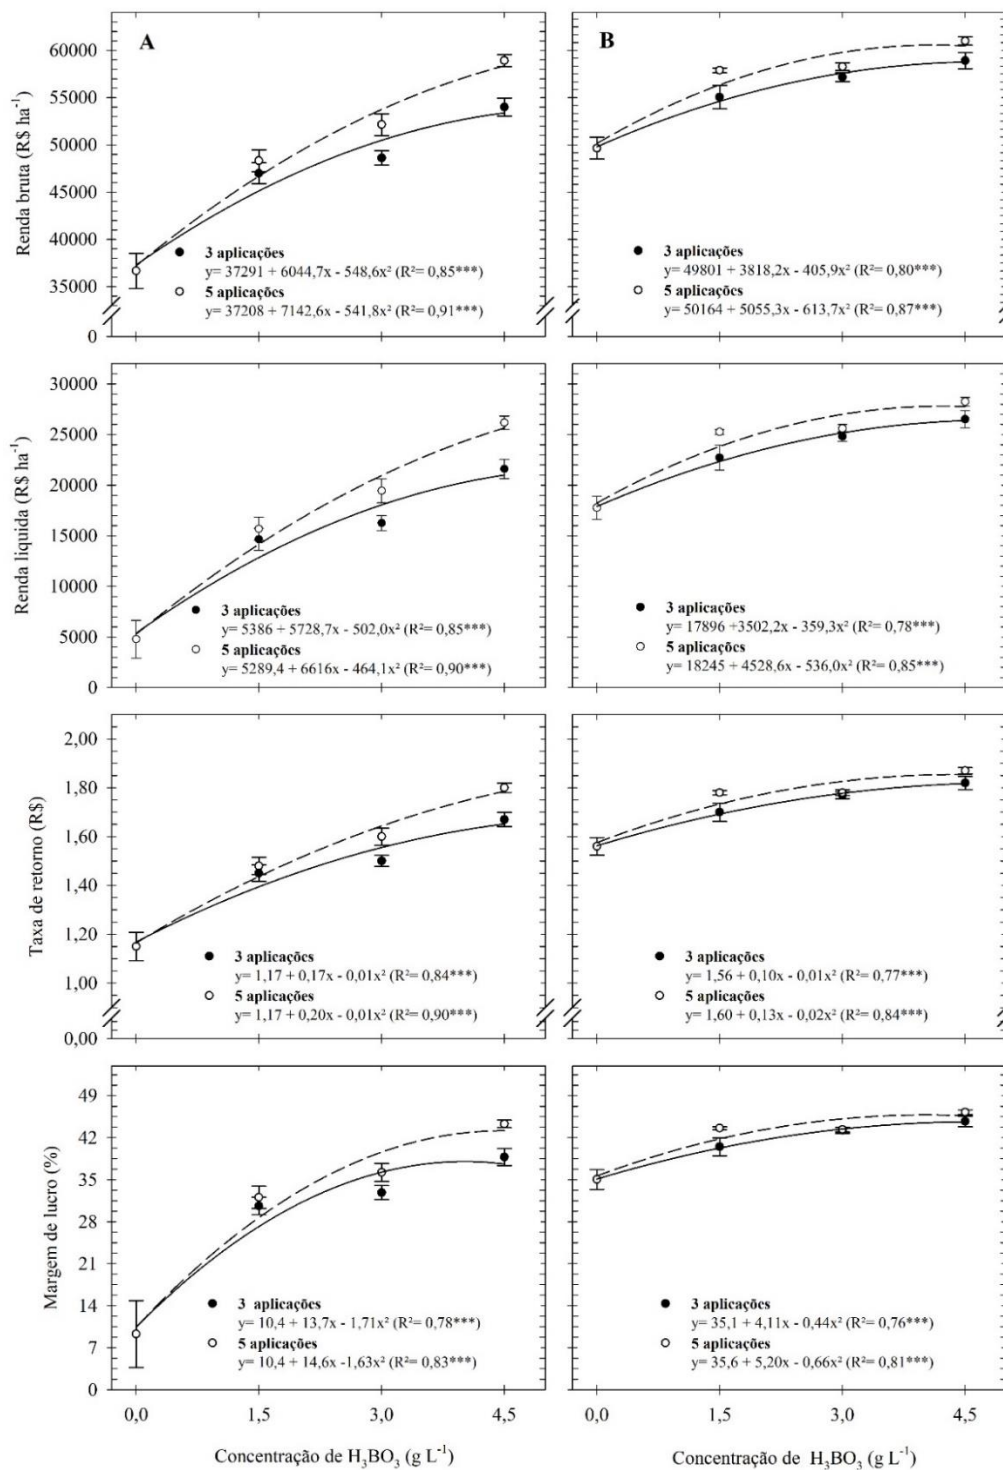 A
Renda bruta (R$ ha⁻¹)
60000
55000
50000
45000
40000
35000
0
3 aplicações
y= 37291 + 6044,7x - 548,6x² (R²= 0,85***)
5 aplicações
y= 37208 + 7142,6x - 541,8x² (R²= 0,91***)
B
3 aplicações
y= 49801 + 3818,2x - 405,9x² (R²= 0,80***)
5 aplicações
y= 50164 + 5055,3x - 613,7x² (R²= 0,87***)
Renda liquida (R$ ha⁻¹)
30000
25000
20000
15000
10000
5000
0
3 aplicações
y= 5386 + 5728,7x - 502,0x² (R²= 0,85***)
5 aplicações
y= 5289,4 + 6616x - 464,1x² (R²= 0,90***)
3 aplicações
y= 17896 +3502,2x - 359,3x² (R²= 0,78***)
5 aplicações
y= 18245 + 4528,6x - 536,0x² (R²= 0,85***)
Taxa de retorno (R$)
2,00
1,80
1,60
1,40
1,20
1,00
0,00
3 aplicações
y= 1,17 + 0,17x - 0,01x² (R²= 0,84***)
5 aplicações
y= 1,17 + 0,20x - 0,01x² (R²= 0,90***)
3 aplicações
y= 1,56 + 0,10x - 0,01x² (R²= 0,77***)
5 aplicações
y= 1,60 + 0,13x - 0,02x² (R²= 0,84***)
Margem de lucro (%)
49
42
35
28
21
14
7
0
3 aplicações
y= 10,4 + 13,7x - 1,71x² (R²= 0,78***)
5 aplicações
y= 10,4 + 14,6x -1,63x² (R²= 0,83***)
3 aplicações
y= 35,1 + 4,11x - 0,44x² (R²= 0,76***)
5 aplicações
y= 35,6 + 5,20x - 0,66x² (R²= 0,81***)
0,0 1,5 3,0 4,5
0,0 1,5 3,0 4,5
Concentração de H₃BO₃ (g L⁻¹)
Concentração de H₃BO₃ (g L⁻¹)